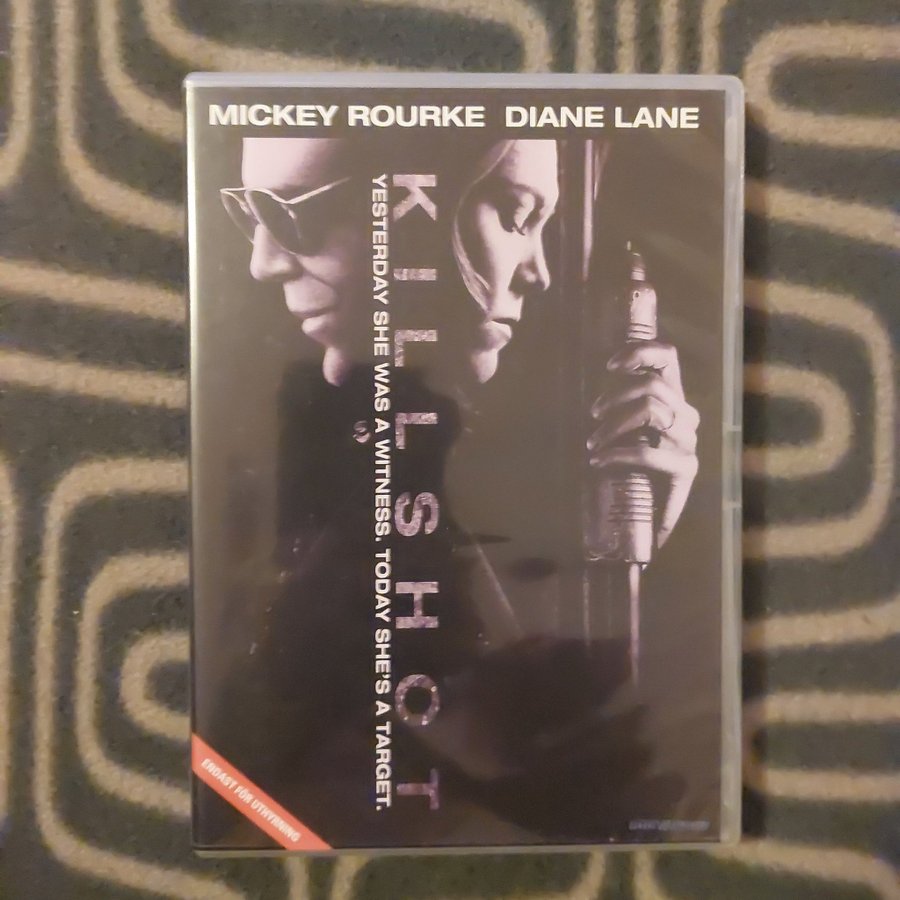 MICKEY ROURKE DIANE LANE
KILLSHOT
YESTERDAY SHE WAS A WITNESS. TODAY SHE'S A TARGET.
ENDAST FÖR UTHYRNING